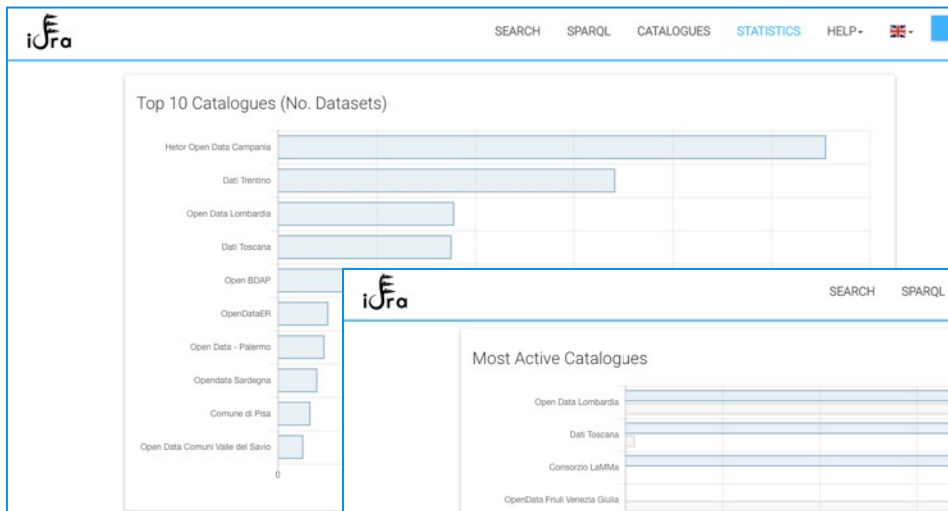 idra
SEARCH SPARQL CATALOGUES STATISTICS HELP
Top 10 Catalogues (No. Datasets)
Hetor Open Data Campania
Dati Trentino
Open Data Lombardia
Dati Toscana
Open BDAP
OpenDataER
Open Data - Palermo
Opendata Sardegna
Comune di Pisa
Open Data Comuni Valle del Savio
0
idra
SEARCH SPARQL
Most Active Catalogues
Open Data Lombardia
Dati Toscana
Consorzio LaMMa
OpenData Friuli Venezia Giulia